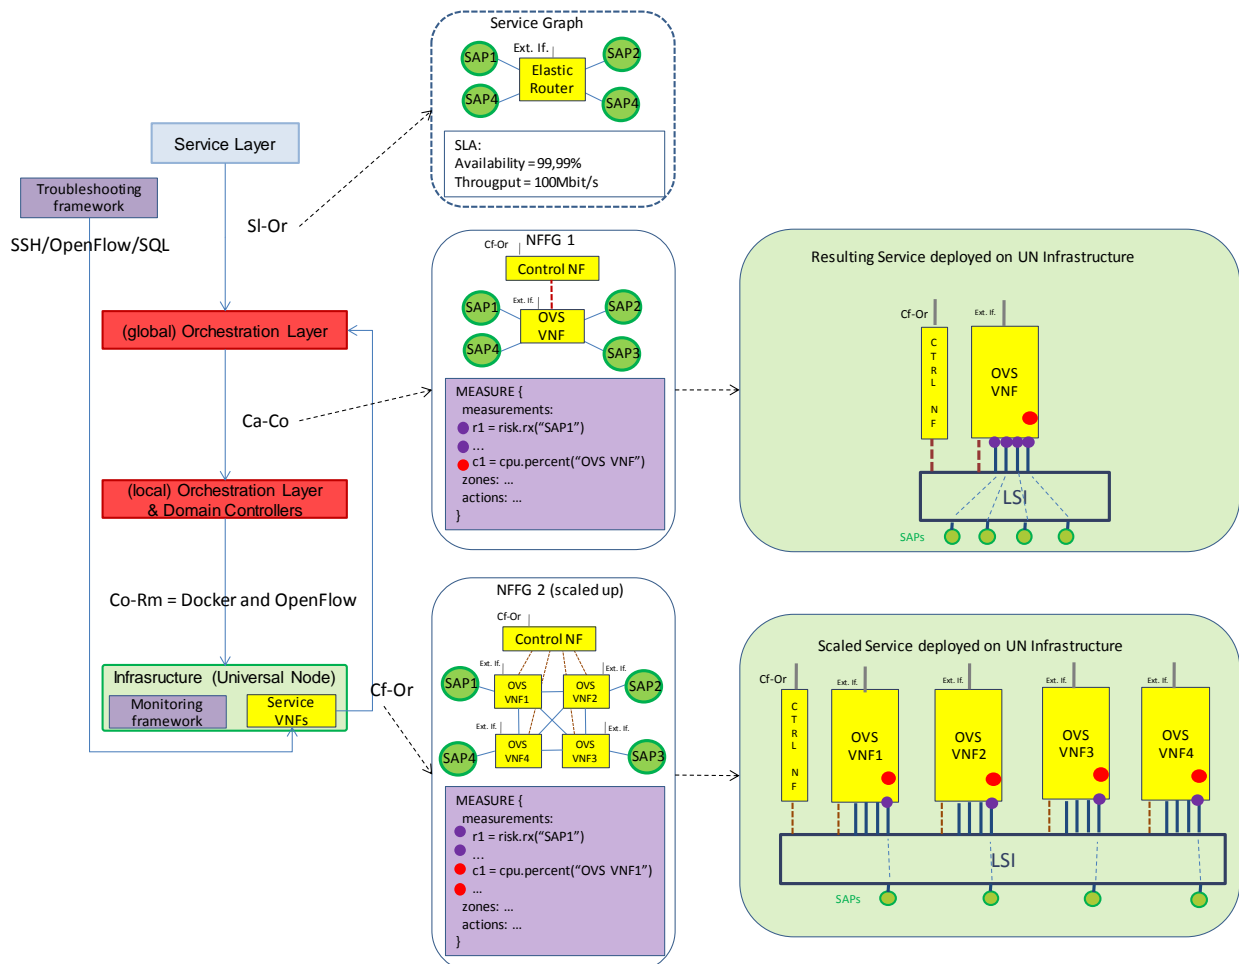 Service Graph
Ext. If.
SAP1
SAP2
Elastic
Router
SAP4
SAP4
SLA:
Availability = 99,99%
Througput = 100Mbit/s
Service Layer
Troubleshooting
framework
SSH/OpenFlow/SQL
Sl-Or
(global) Orchestration Layer
Ca-Co
(local) Orchestration Layer
& Domain Controllers
Co-Rm = Docker and OpenFlow
Infrasructure (Universal Node)
Monitoring
framework
Service
VNFs
Cf-Or
NFFG 1
Cf-Or
Control NF
Ext. If.
SAP1
SAP2
OVS
VNF
SAP4
SAP3
MEASURE {
measurements:
r1 = risk.rx("SAP1")
...
c1 = cpu.percent("OVS VNF")
zones: ...
actions: ...
}
Resulting Service deployed on UN Infrastructure
Cf-Or
Ext. If.
CTRL NF
OVS
VNF
LSI
SAPs
NFFG 2 (scaled up)
Cf-Or
Control NF
Ext. If.
Ext. If.
SAP1
OVS
VNF1
OVS
VNF2
SAP2
Ext. If.
Ext. If.
SAP4
OVS
VNF4
OVS
VNF3
SAP3
MEASURE {
measurements:
r1 = risk.rx("SAP1")
...
c1 = cpu.percent("OVS VNF1")
...
zones: ...
actions: ...
}
Scaled Service deployed on UN Infrastructure
Cf-Or
Ext. If.
Ext. If.
Ext. If.
Ext. If.
CTRL NF
OVS
VNF1
OVS
VNF2
OVS
VNF3
OVS
VNF4
LSI
SAPs